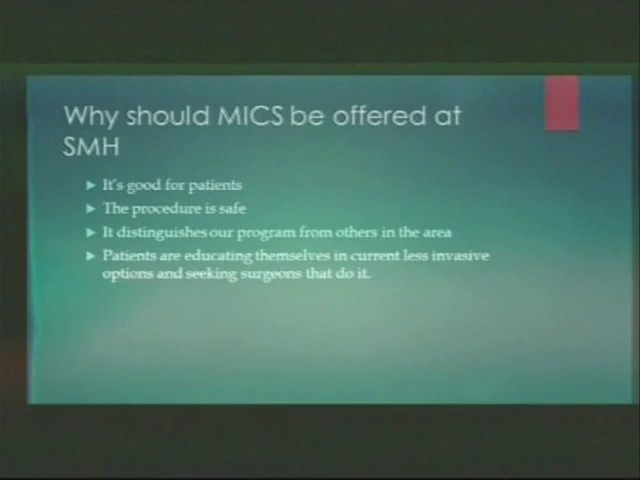 Why should MICS be offered at
SMH
It's good for patients
The procedure is safe
It distinguishes our program from others in the area
Patients are educating themselves in current less invasive
options and seeking surgeons that do it.